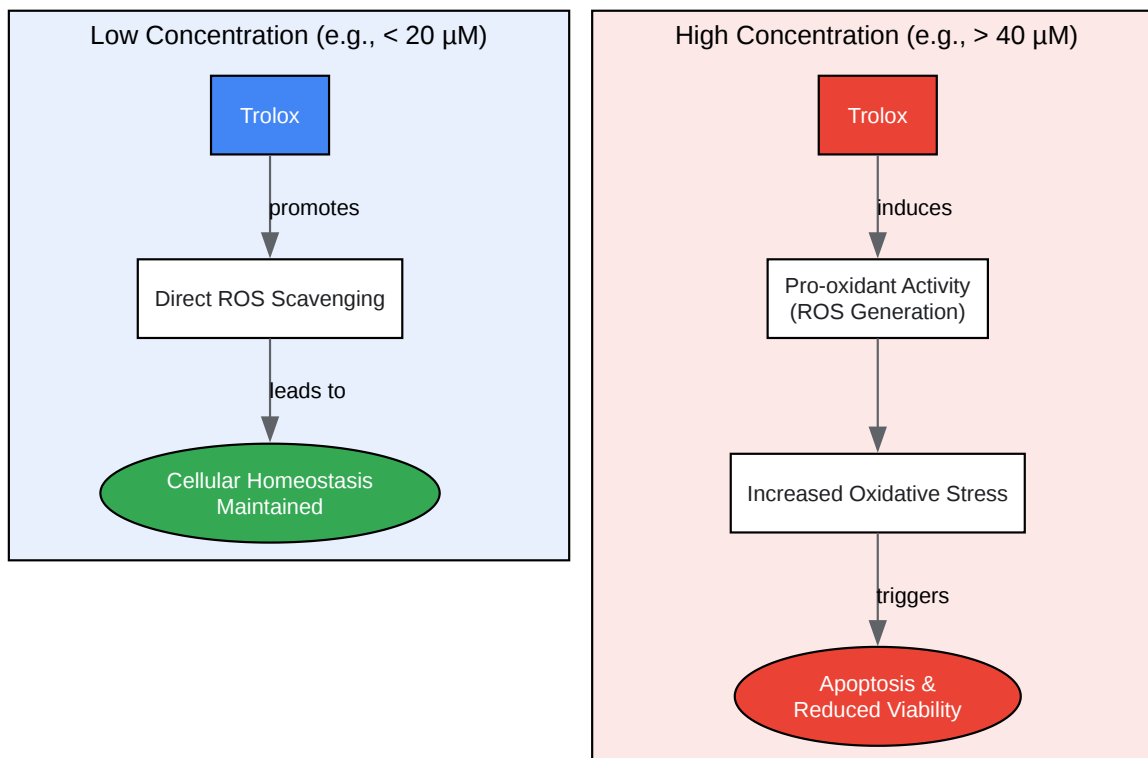 Low Concentration (e.g., < 20 µM)
Trolox
promotes
Direct ROS Scavenging
leads to
Cellular Homeostasis
Maintained
High Concentration (e.g., > 40 µM)
Trolox
induces
Pro-oxidant Activity
(ROS Generation)
Increased Oxidative Stress
triggers
Apoptosis &
Reduced Viability